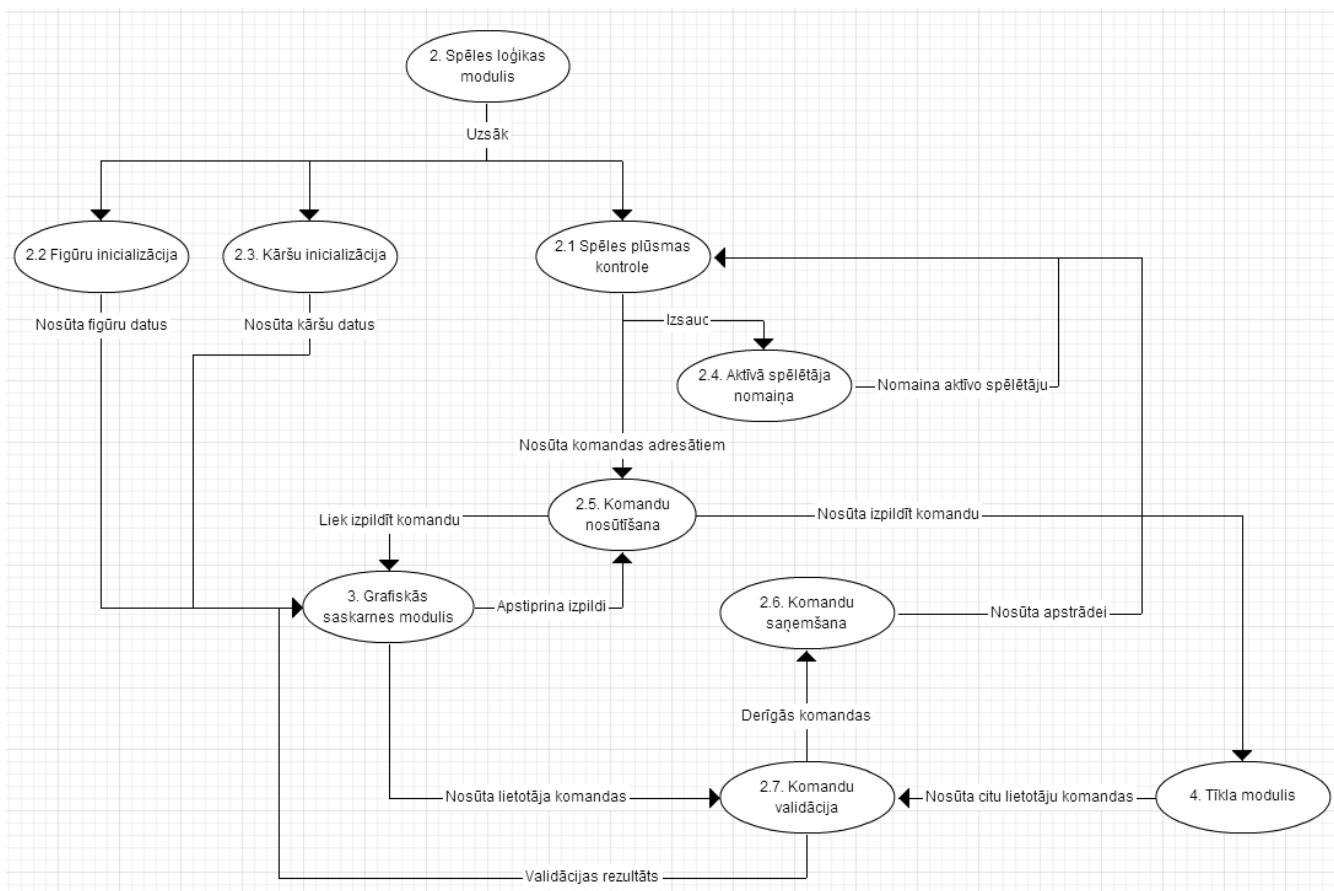 2. Spēles loģikas
modulis
Uzsāk
2.2 Figūru inicializācija
2.3. Kāršu inicializācija
2.1 Spēles plūsmas
kontrole
Nosūta figūru datus
Nosūta kāršu datus
Izsauc
2.4. Aktīvā spēlētāja
nomaiņa
Nomaina aktīvo spēlētāju
Nosūta komandas adresātiem
2.5. Komandu
nosūtīšana
Liek izpildīt komandu
Nosūta izpildīt komandu
3. Grafiskās
saskarnes modulis
Apstiprina izpildi
2.6. Komandu
saņemšana
Nosūta apstrādei
Derīgās komandas
Nosūta lietotāja komandas
2.7. Komandu
validācija
Nosūta citu lietotāju komandas
4. Tīkla modulis
Validācijas rezultāts